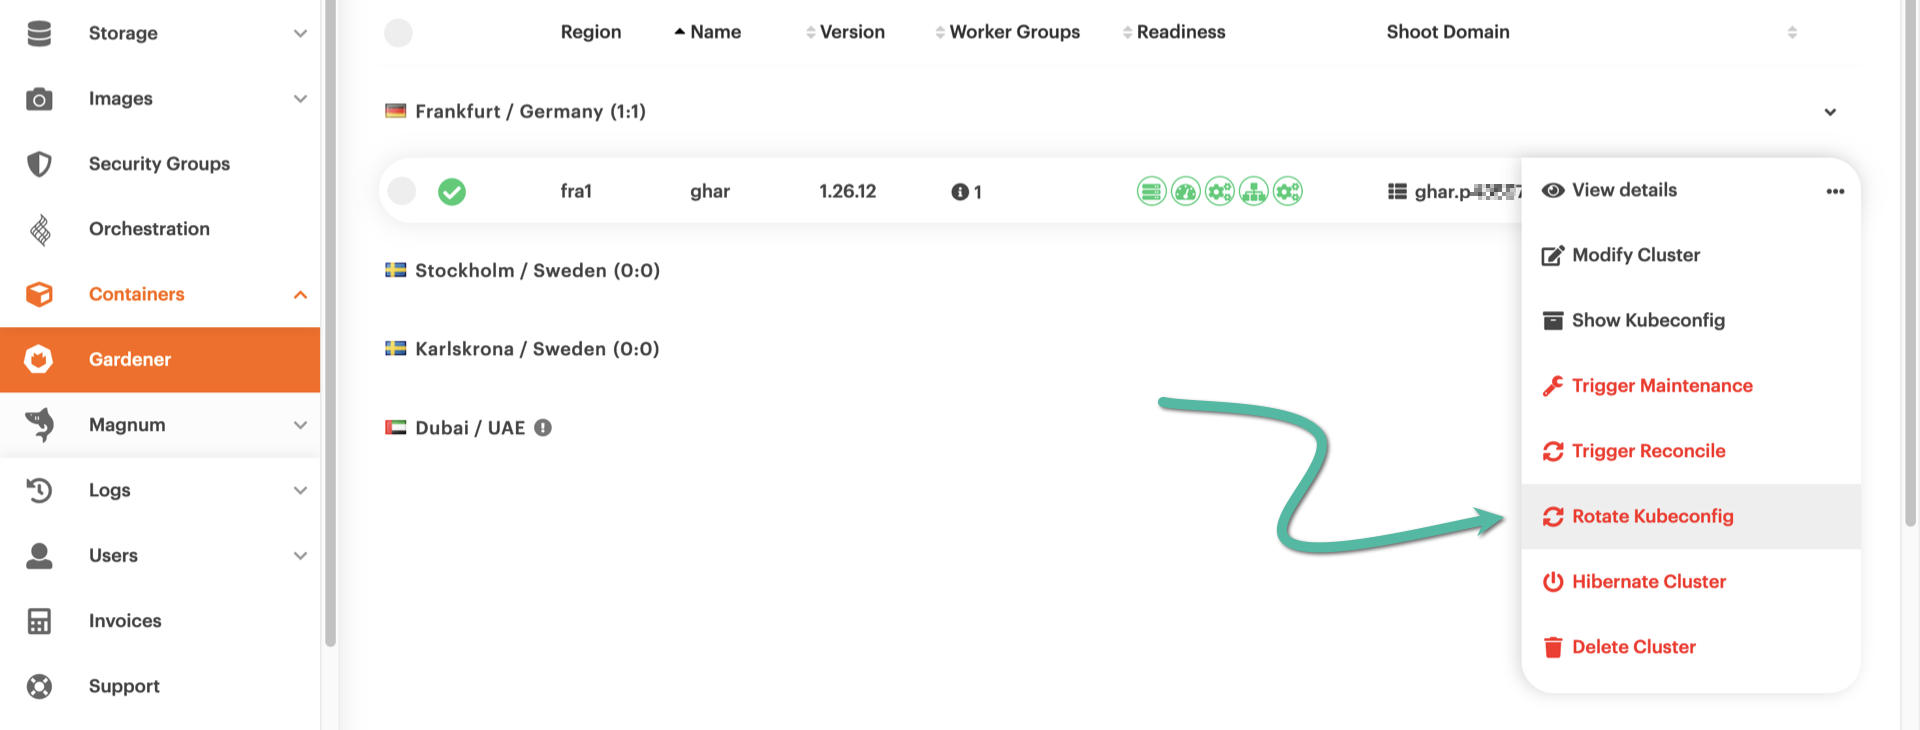 Storage
Images
Security Groups
Orchestration
Containers
Gardener
Magnum
Logs
Users
Invoices
Support
Region Name Version Worker Groups Readiness Shoot Domain
Frankfurt / Germany (1:1)
fra1 ghar 1.26.12 1 ghar.p
Stockholm / Sweden (0:0)
Karlskrona / Sweden (0:0)
Dubai / UAE
View details
Modify Cluster
Show Kubeconfig
Trigger Maintenance
Trigger Reconcile
Rotate Kubeconfig
Hibernate Cluster
Delete Cluster